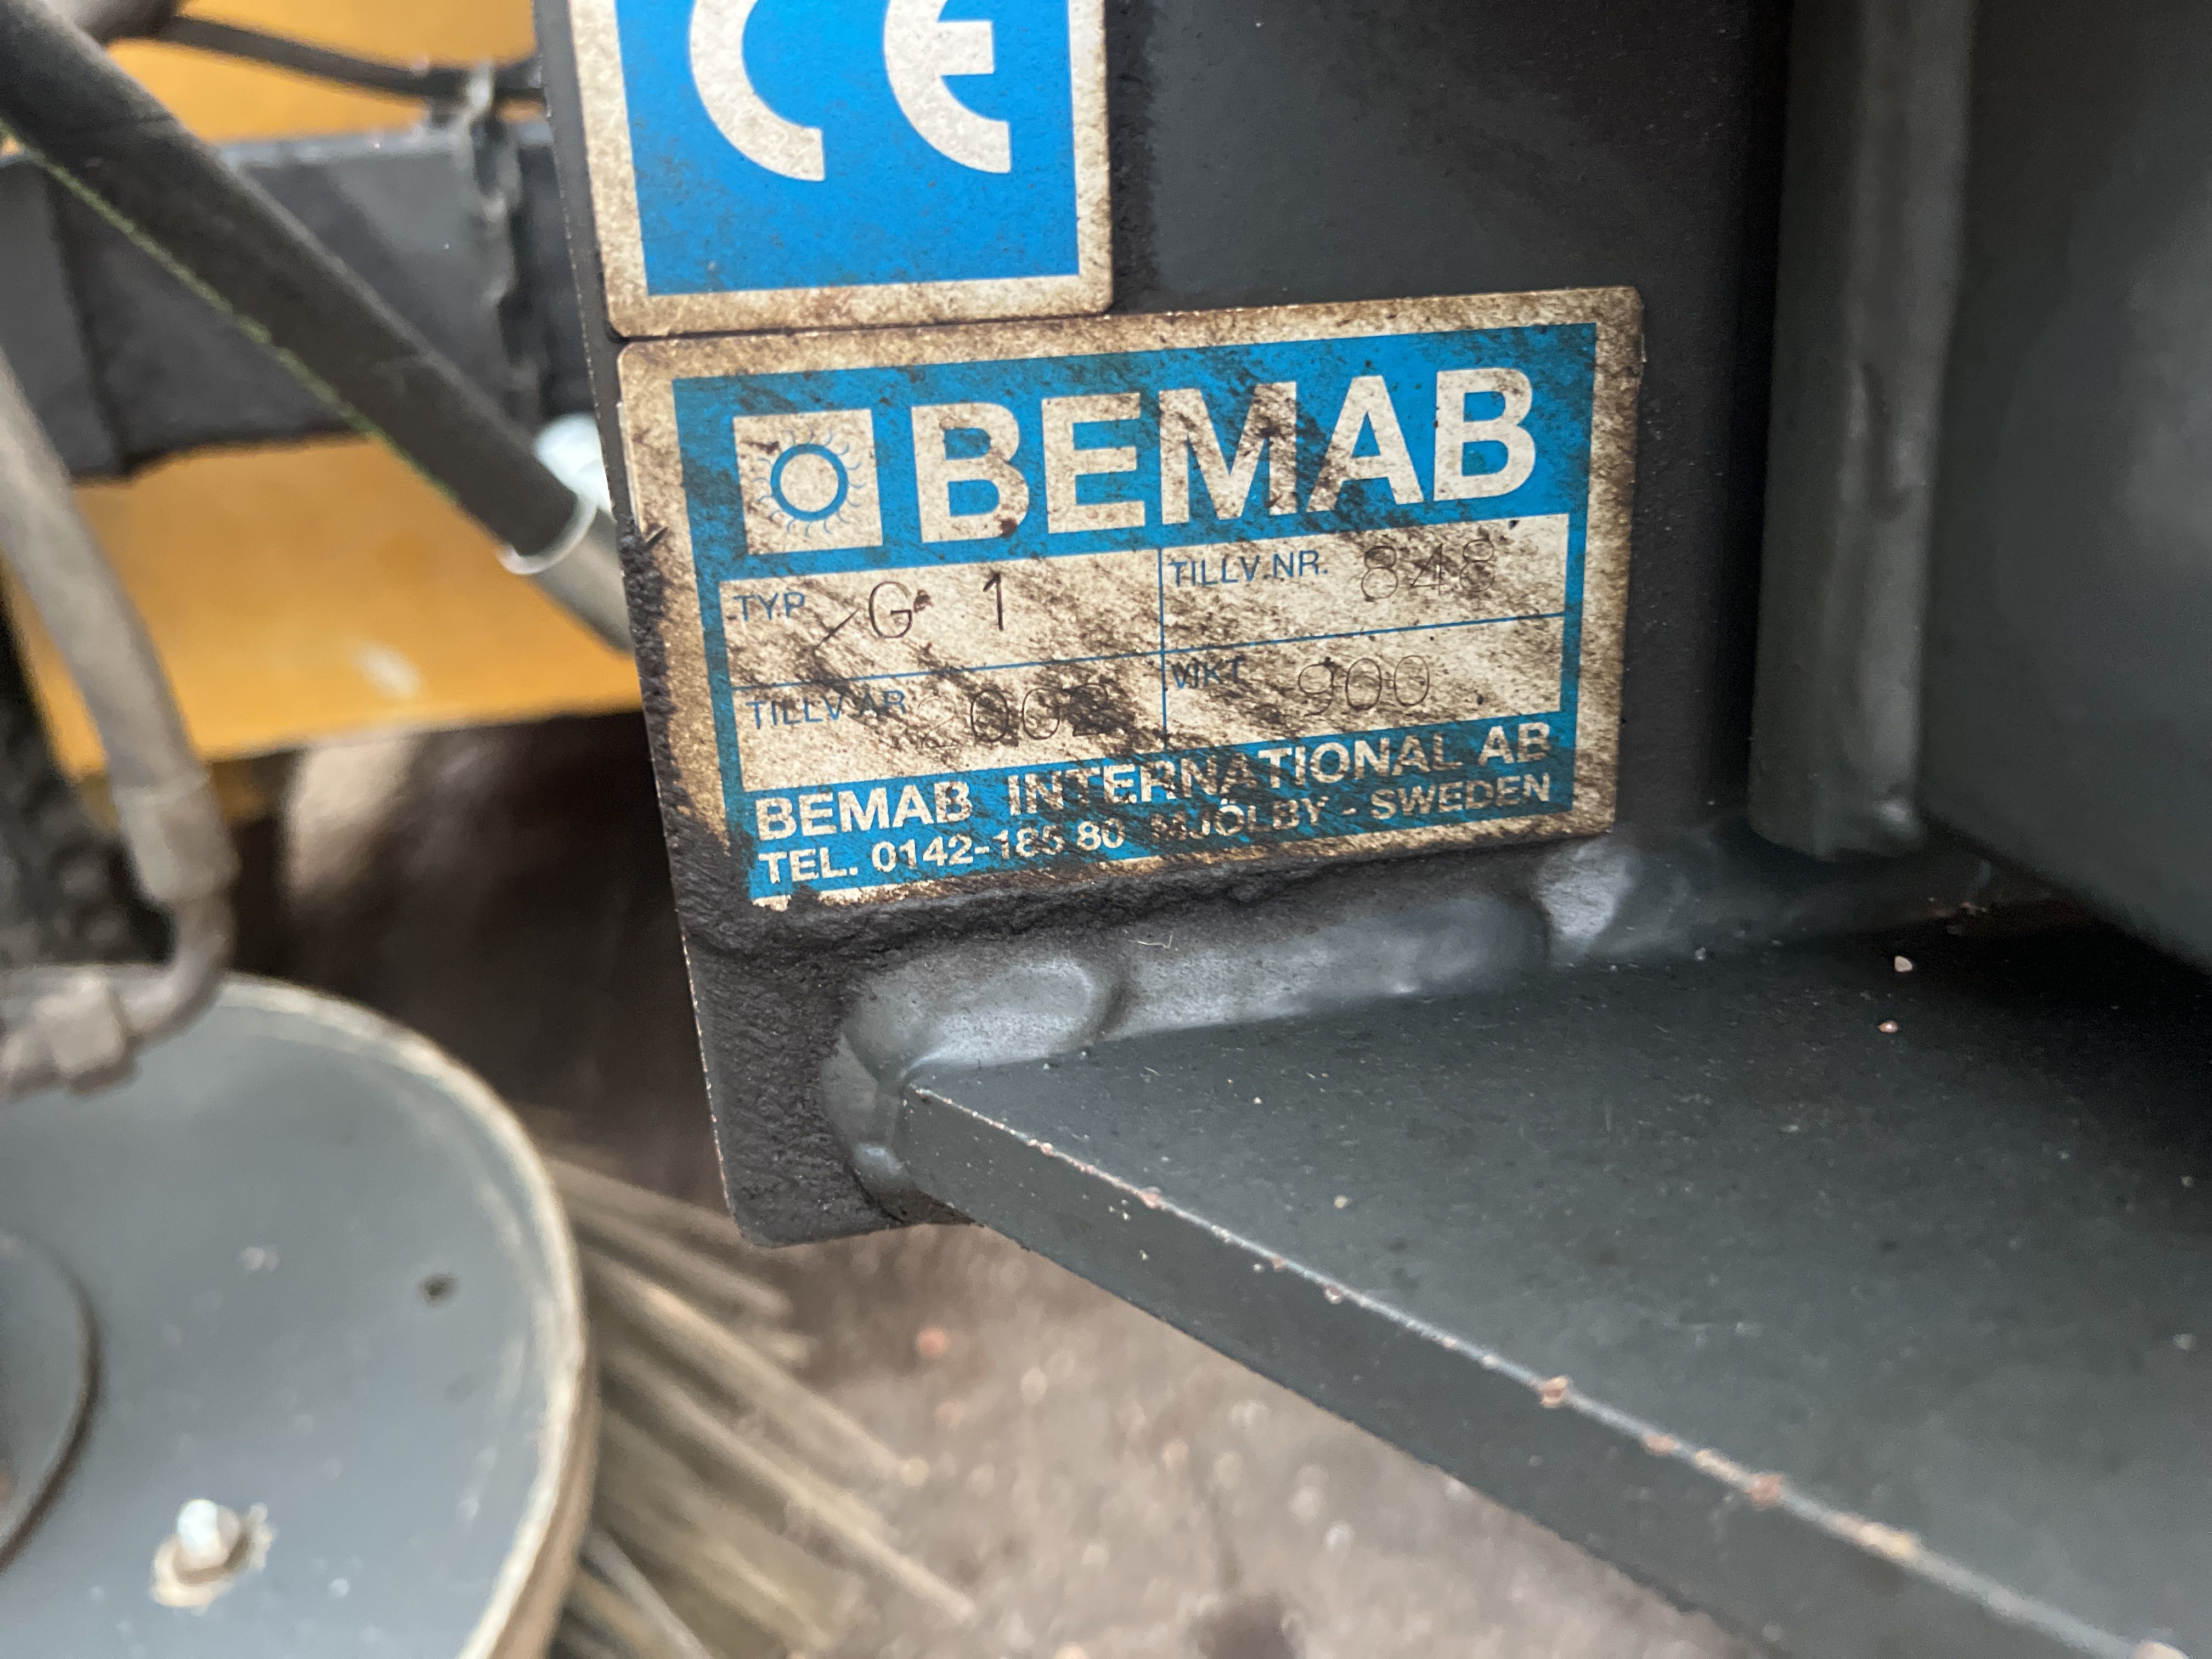 CE
BEMAB
TYP G 1 TILLV.NR. 848
TILLV.ÅR 2002 VIKT 900
BEMAB INTERNATIONAL AB
TEL. 0142-185 80 MJÖLBY - SWEDEN